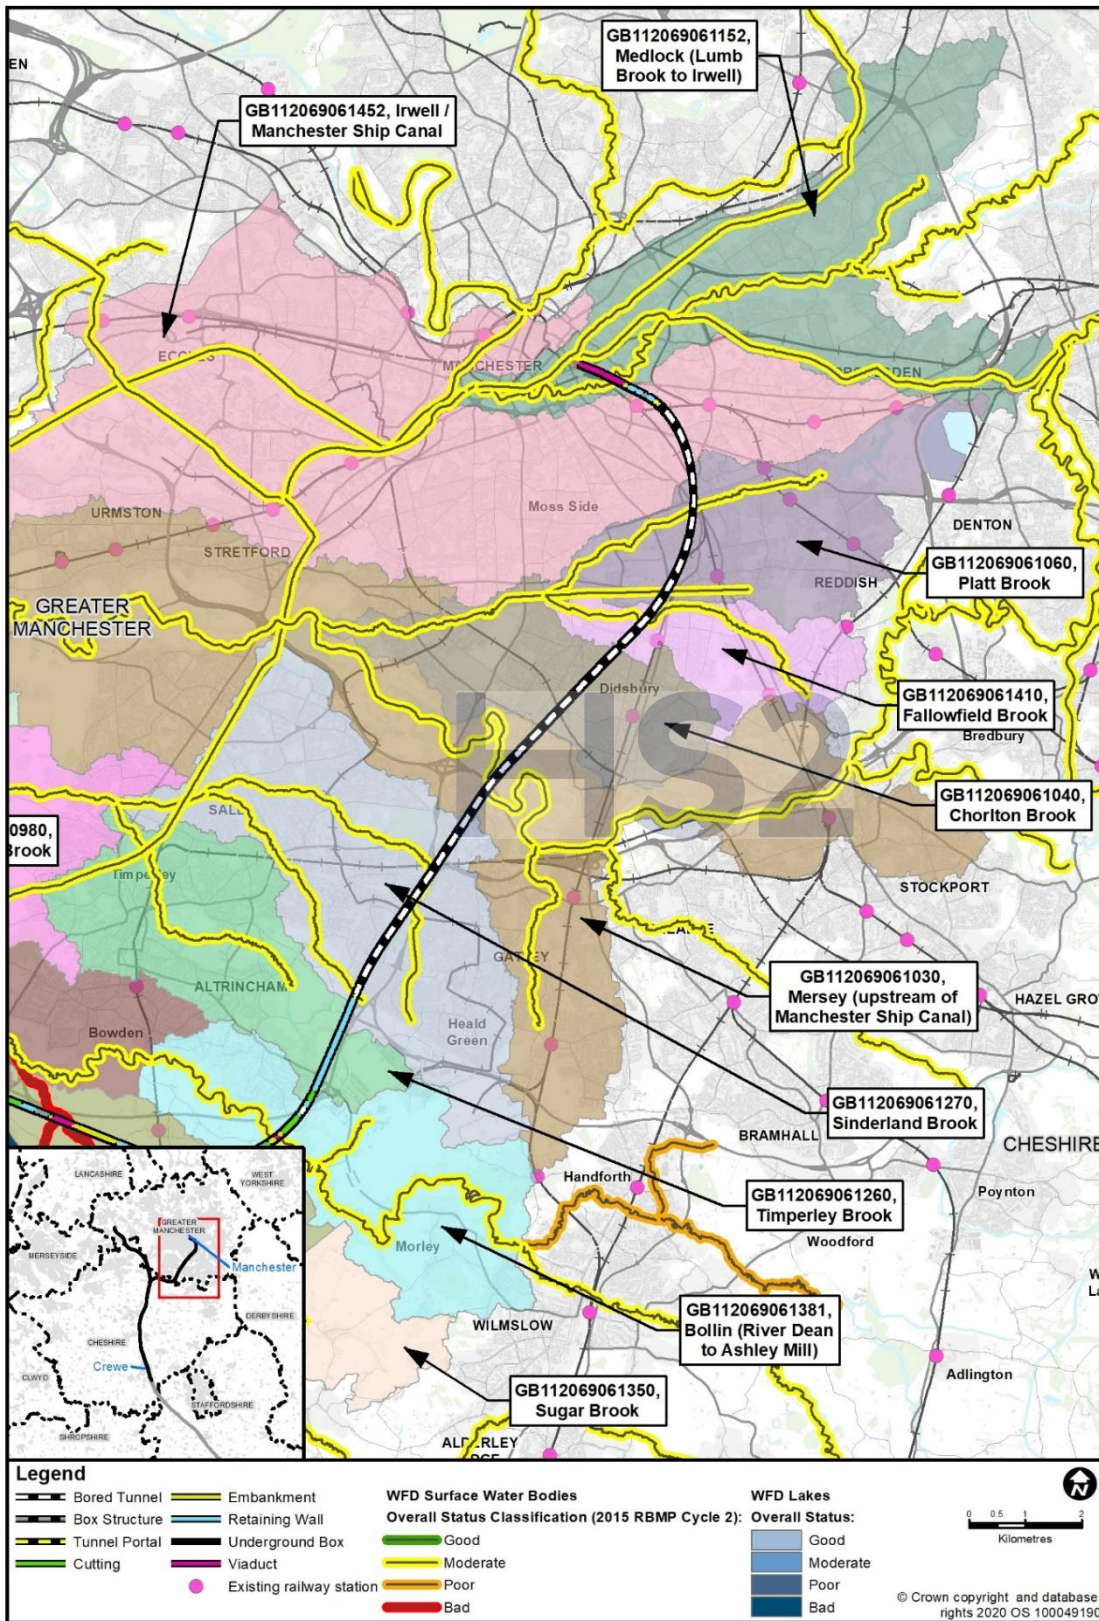 EN
GB112069061152,
Medlock (Lumb
Brook to Irwell)
GB112069061452, Irwell /
Manchester Ship Canal
ECCLES
MANCHESTER
DEN
Moss Side
URMSTON
STRETFORD
DENTON
REDDISH
GB112069061060,
Platt Brook
GREATER
MANCHESTER
Didsbury
GB112069061410,
Fallowfield Brook
Bredbury
HS2
GB112069061040,
Chorlton Brook
SALE
0980,
Brook
Timperley
STOCKPORT
GATLEY
GB112069061030,
Mersey (upstream of
Manchester Ship Canal)
HAZEL GRO
ALTRINCHAM
Bowden
Heald
Green
GB112069061270,
Sinderland Brook
BRAMHALL
CHESHIRE
Handforth
Poynton
GB112069061260,
Timperley Brook
Woodford
Morley
GB112069061381,
Bollin (River Dean
to Ashley Mill)
WILMSLOW
Adlington
GB112069061350,
Sugar Brook
ALDERLEY
W
La
LANCASHIRE
WEST
YORKSHIRE
GREATER
MANCHESTER
MERSEYSIDE
Manchester
DERBYSHIRE
CHESHIRE
Crewe
CLWYD
STAFFORDSHIRE
SHROPSHIRE
Legend
Bored Tunnel
Box Structure
Tunnel Portal
Cutting
Embankment
Retaining Wall
Underground Box
Viaduct
Existing railway station
WFD Surface Water Bodies
Overall Status Classification (2015 RBMP Cycle 2):
Good
Moderate
Poor
Bad
WFD Lakes
Overall Status:
Good
Moderate
Poor
Bad
N
0 0.5 1 2
Kilometres
© Crown copyright and database
rights 2020 OS 100049190